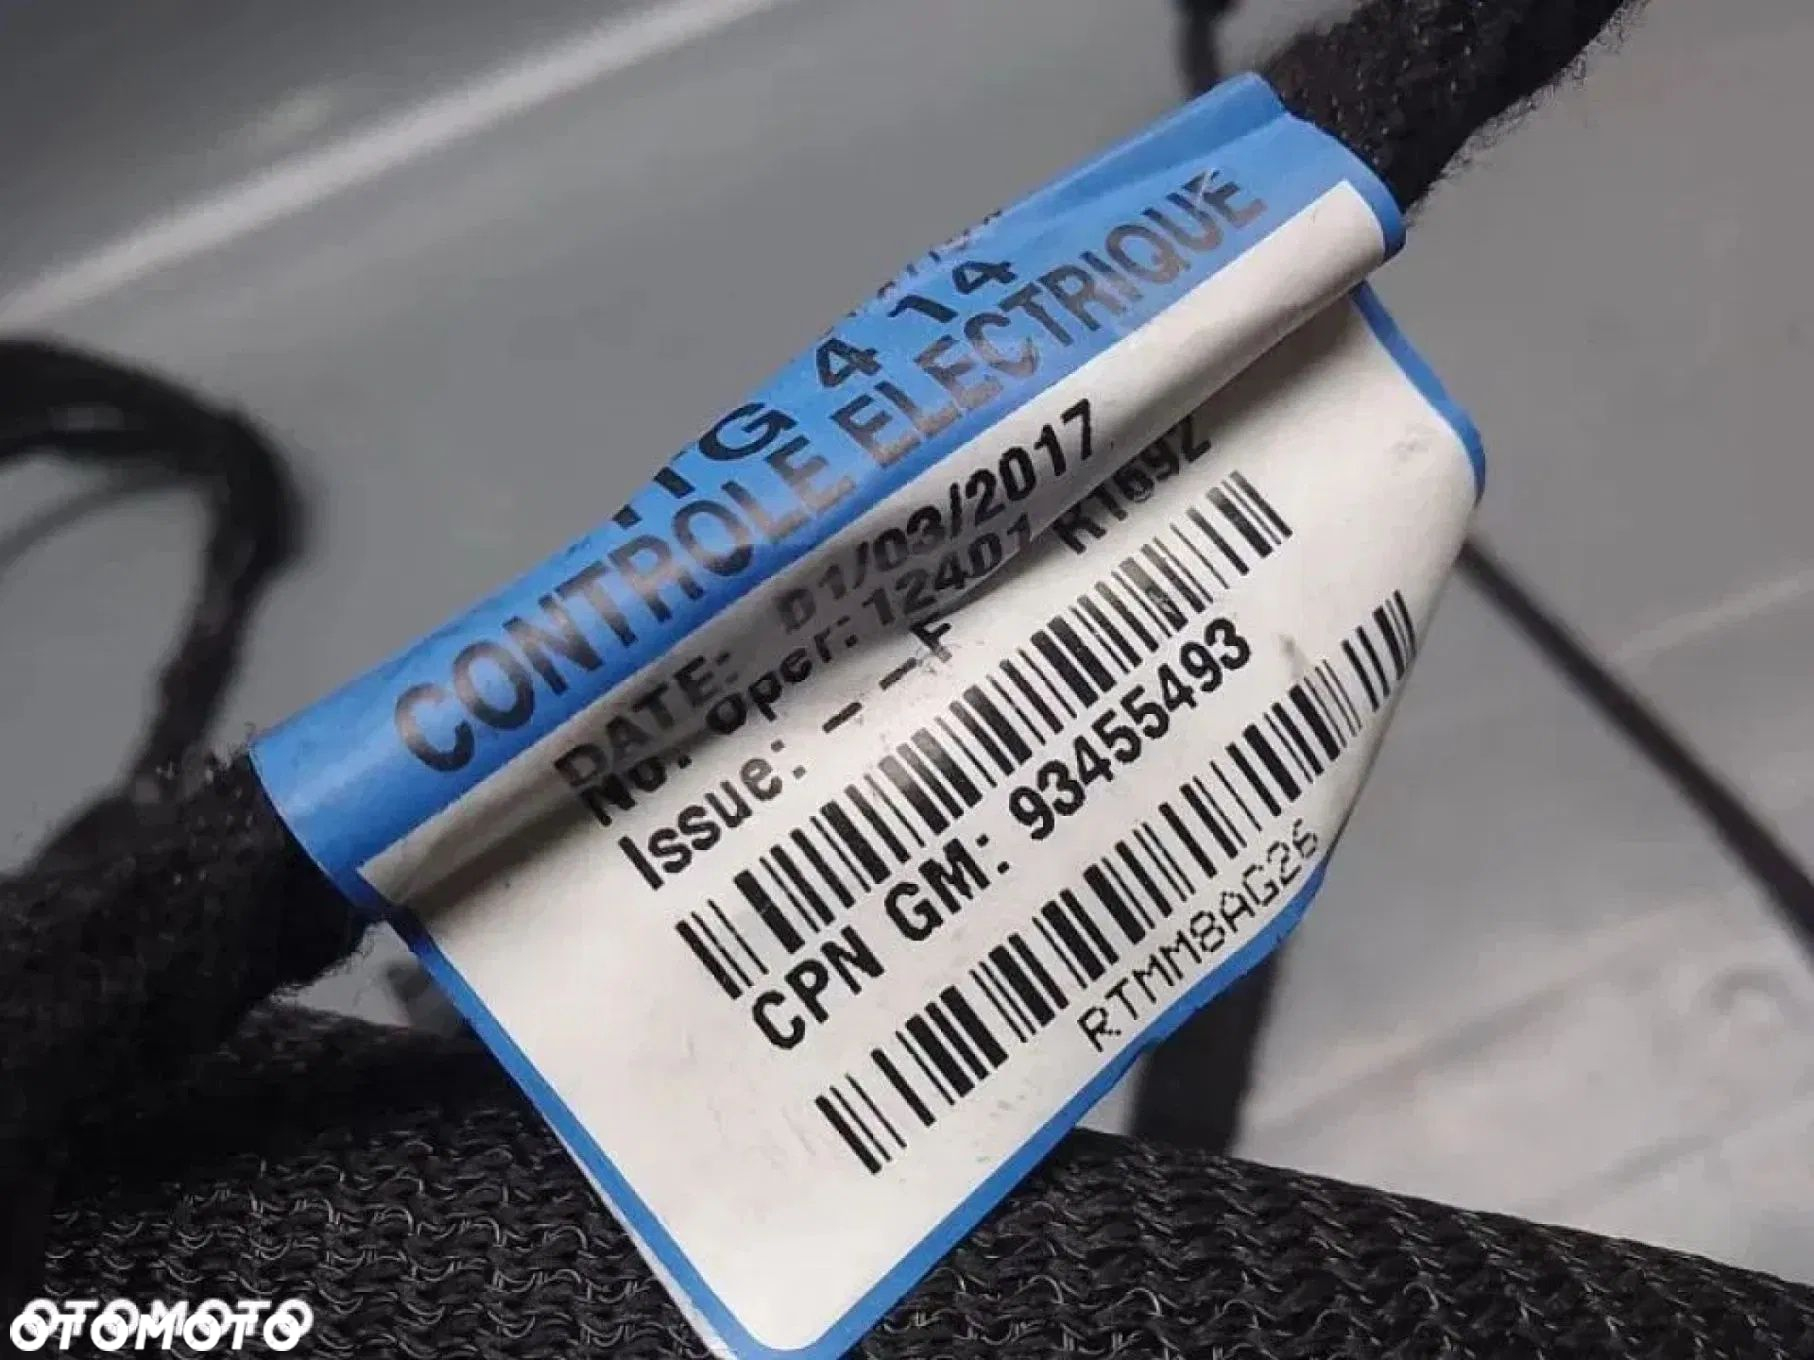 4 14
CONTROLE ELECTRIQUE
DATE: 01/03/2017
No. Oper: 12401 R1692
Issue: _ _ F
CPN GM: 93455493
RTMM8AG26
OTOMOTO